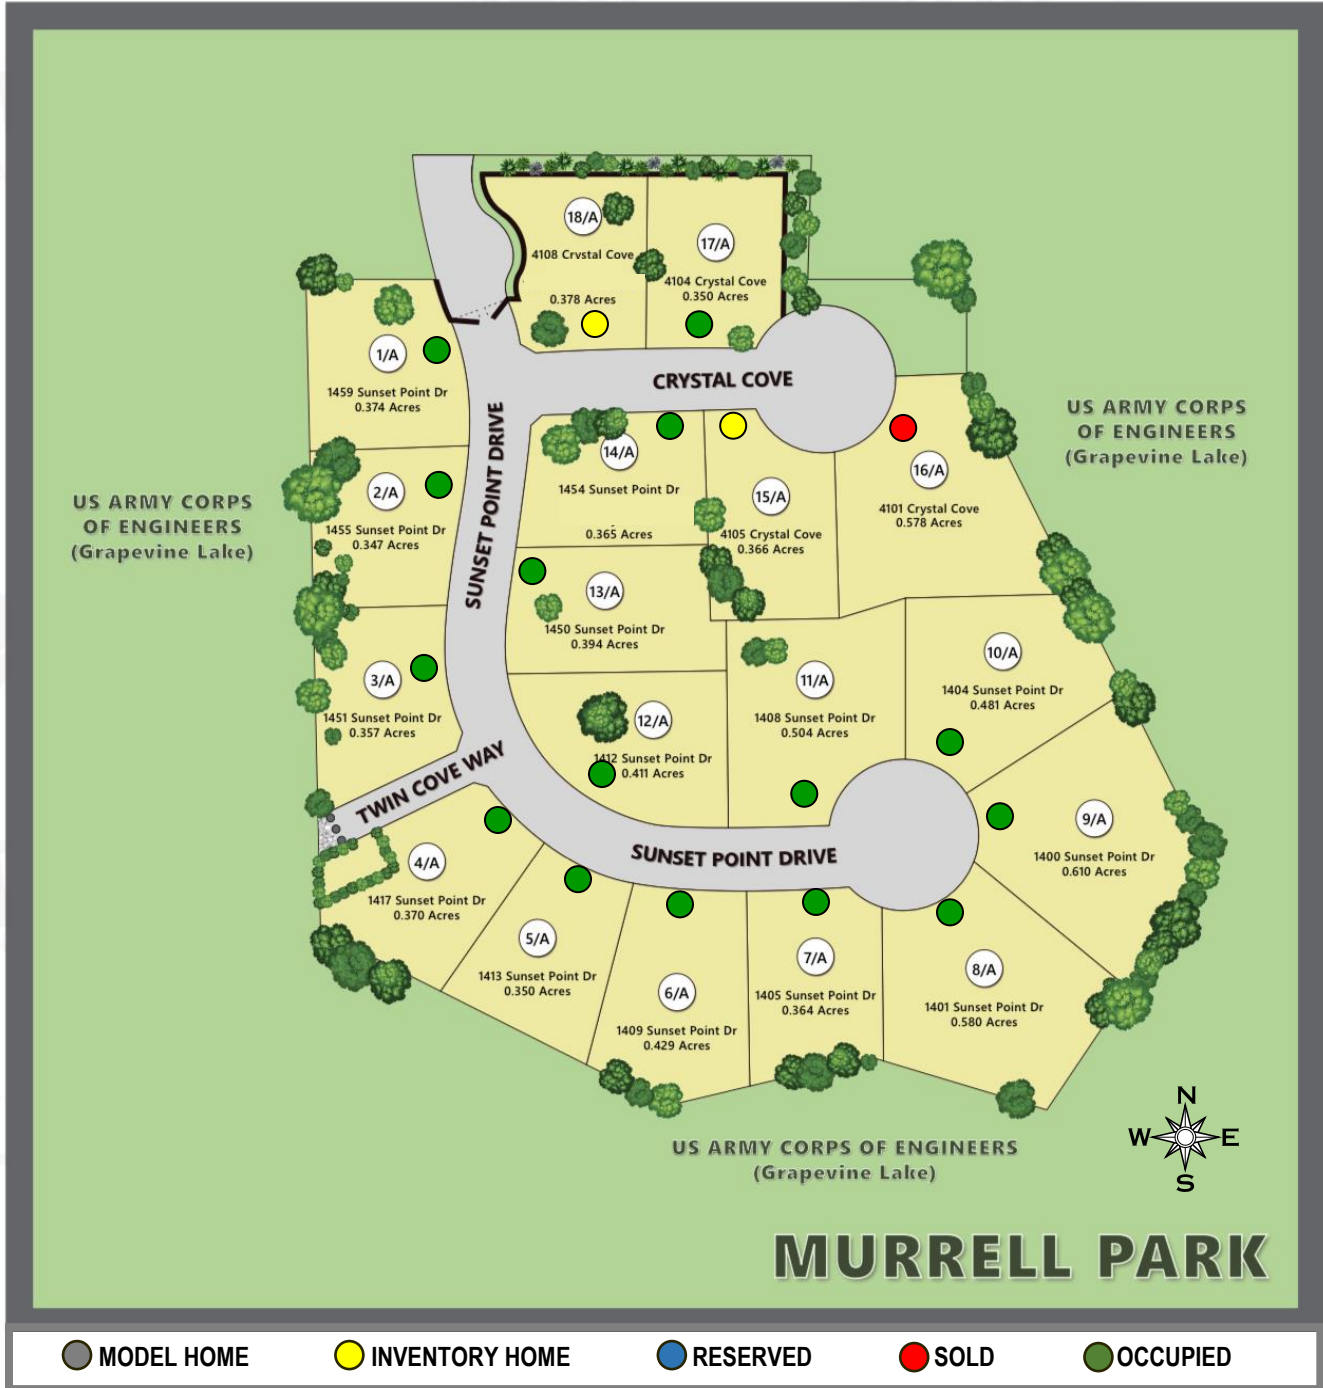 18/A
4108 Crystal Cove
0.378 Acres
17/A
4104 Crystal Cove
0.350 Acres
1/A
1459 Sunset Point Dr
0.374 Acres
CRYSTAL COVE
US ARMY CORPS
OF ENGINEERS
(Grapevine Lake)
SUNSET POINT DRIVE
14/A
1454 Sunset Point Dr
0.365 Acres
15/A
4105 Crystal Cove
0.366 Acres
16/A
4101 Crystal Cove
0.578 Acres
2/A
1455 Sunset Point Dr
0.347 Acres
US ARMY CORPS
OF ENGINEERS
(Grapevine Lake)
13/A
1450 Sunset Point Dr
0.394 Acres
3/A
1451 Sunset Point Dr
0.357 Acres
12/A
1412 Sunset Point Dr
0.411 Acres
11/A
1408 Sunset Point Dr
0.504 Acres
10/A
1404 Sunset Point Dr
0.481 Acres
TWIN COVE WAY
SUNSET POINT DRIVE
9/A
1400 Sunset Point Dr
0.610 Acres
4/A
1417 Sunset Point Dr
0.370 Acres
5/A
1413 Sunset Point Dr
0.350 Acres
6/A
1409 Sunset Point Dr
0.429 Acres
7/A
1405 Sunset Point Dr
0.364 Acres
8/A
1401 Sunset Point Dr
0.580 Acres
US ARMY CORPS OF ENGINEERS
(Grapevine Lake)
N
W E
S
MURRELL PARK
MODEL HOME INVENTORY HOME RESERVED SOLD OCCUPIED